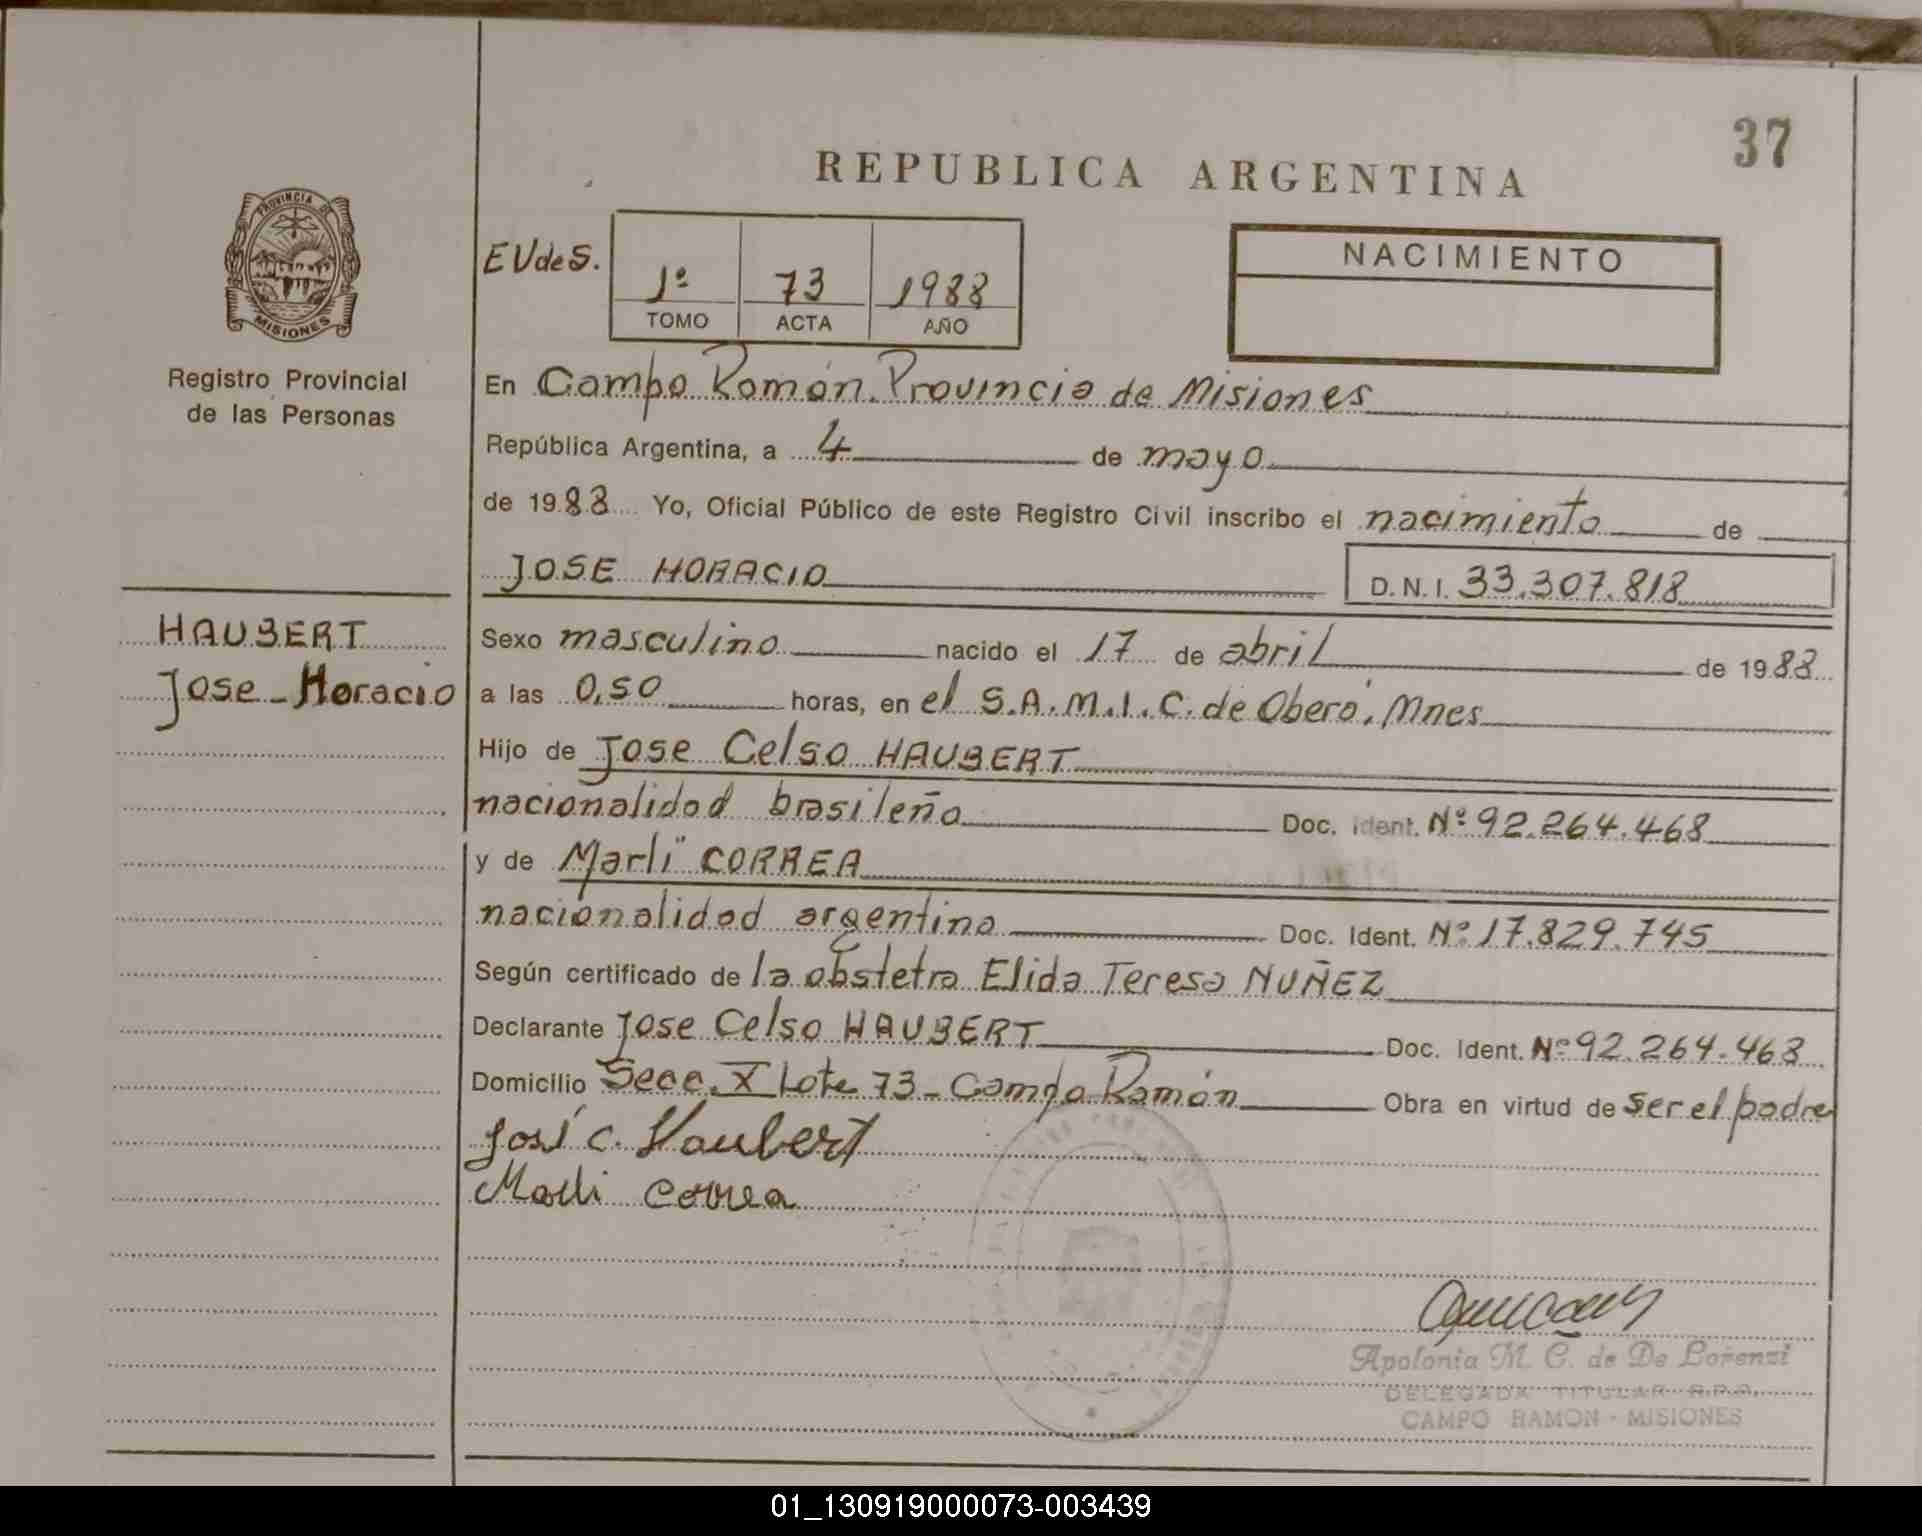 37
REPUBLICA ARGENTINA
PROVINCIA DE
MISIONES
Registro Provincial
de las Personas
EVdeS.
1º 73 1988
TOMO ACTA AÑO
NACIMIENTO
En Campo Ramón. Provincia de Misiones
República Argentina, a 4 de mayo
de 1988 Yo, Oficial Público de este Registro Civil inscribo el nacimiento de
JOSE HORACIO D.N.I. 33.307.818
HAUBERT
Jose Horacio
Sexo masculino nacido el 17 de abril de 1988
a las 0,50 horas, en el S.A.M.I.C. de Oberá, Mnes
Hijo de Jose Celso HAUBERT
nacionalidad brasileña Doc. Ident. Nº 92.264.468
y de Marli CORREA
nacionalidad argentina Doc. Ident. Nº 17.829.745
Según certificado de la obstetra Elida Teresa NUÑEZ
Declarante Jose Celso HAUBERT Doc. Ident. Nº 92.264.468
Domicilio Secc. X Lote 73 - Campo Ramón Obra en virtud de ser el padre
José C. Haubert
Marli Correa
Apolonia M. C. de De Lorenzi
DELEGADA TITULAR R.P.P.
CAMPO RAMON - MISIONES
01_130919000073-003439